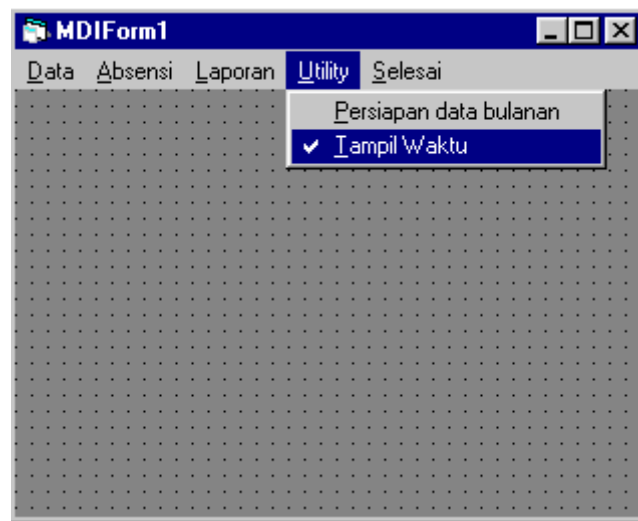 MDIForm1
Data Absensi Laporan Utility Selesai
Persiapan data bulanan
Tampil Waktu